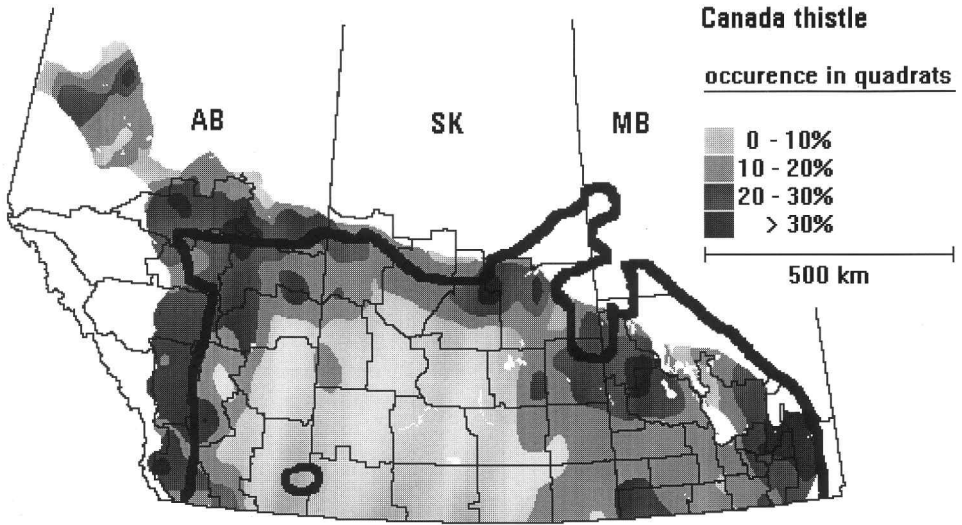 Canada thistle
occurence in quadrats
AB
SK
MB
0 - 10%
10 - 20%
20 - 30%
> 30%
500 km